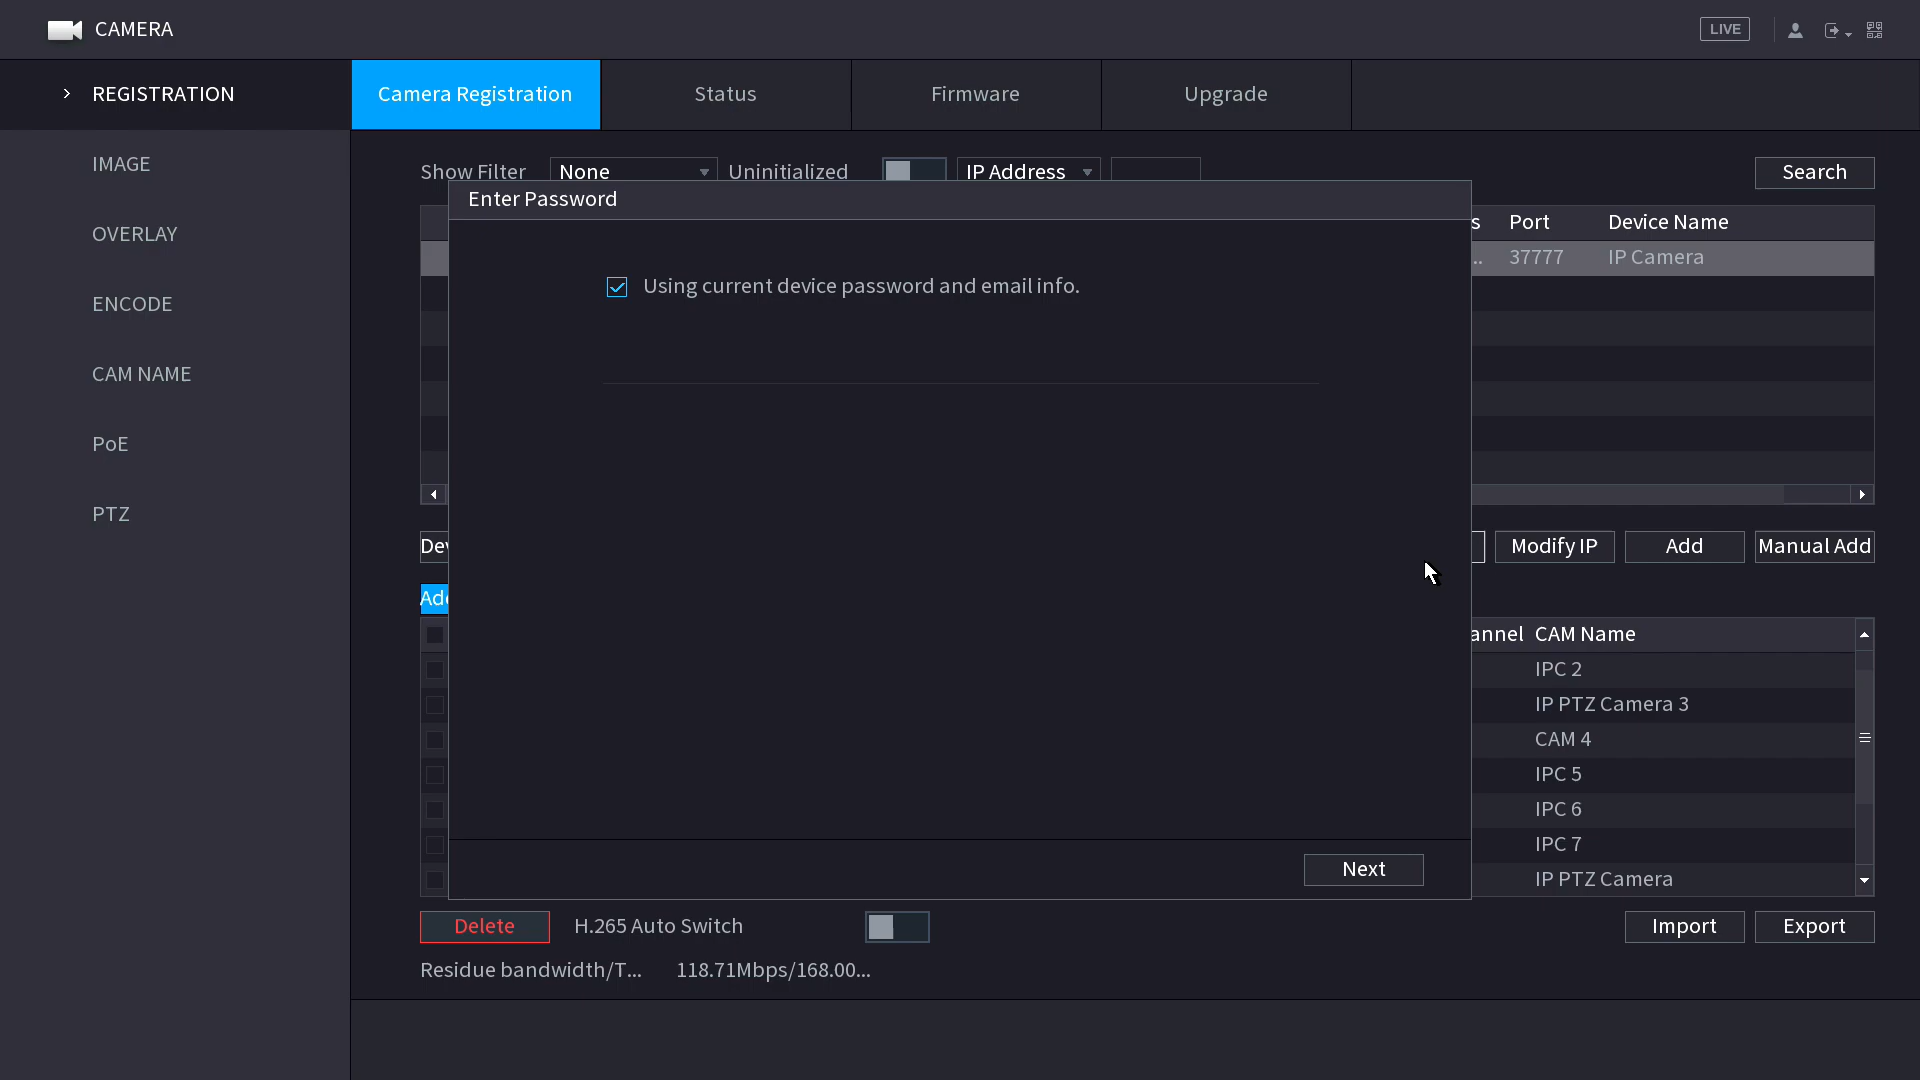 CAMERA
LIVE
REGISTRATION
Camera Registration
Status
Firmware
Upgrade
IMAGE
OVERLAY
ENCODE
CAM NAME
PoE
PTZ
Show Filter
None
Uninitialized
IP Address
Search
Enter Password
s
Port
Device Name
..
37777
IP Camera
Using current device password and email info.
Dev
Modify IP
Add
Manual Add
annel
CAM Name
IPC 2
IP PTZ Camera 3
CAM 4
IPC 5
IPC 6
IPC 7
IP PTZ Camera
Next
Delete
H.265 Auto Switch
Import
Export
Residue bandwidth/T...
118.71Mbps/168.00...